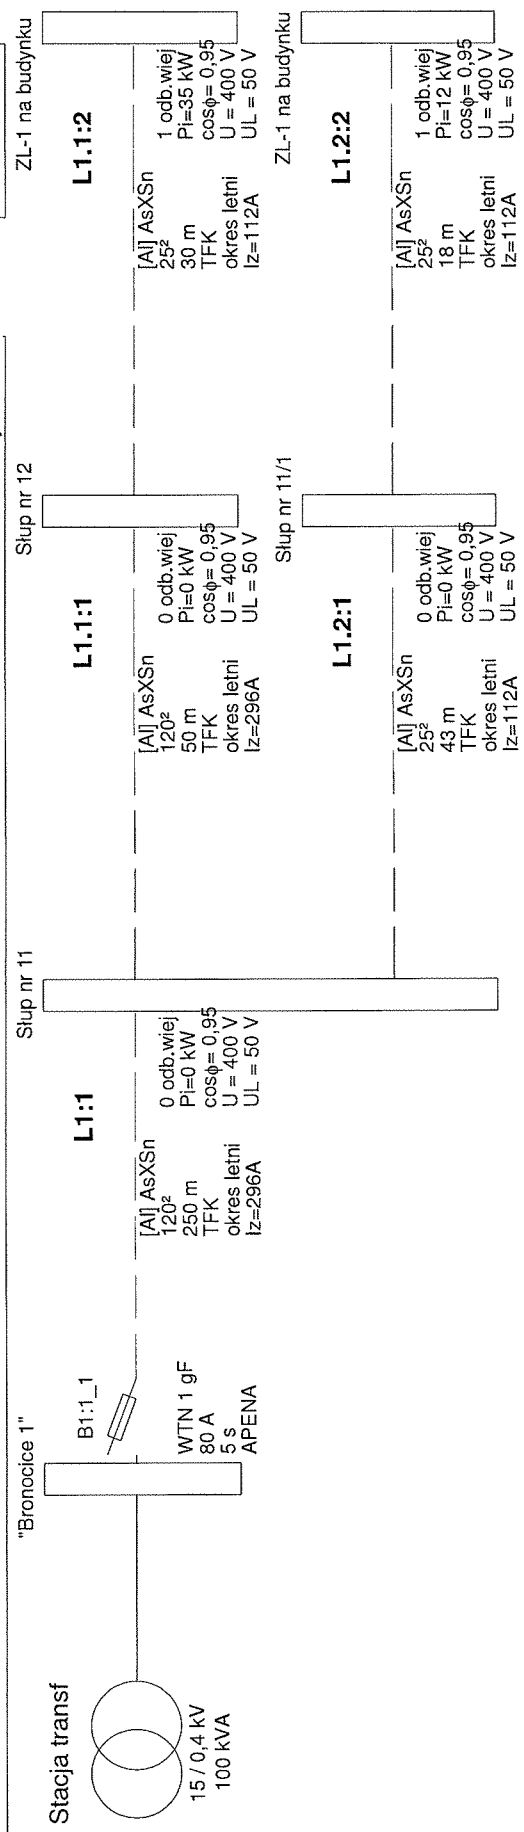 Stacja transf
15 / 0,4 kV
100 kVA
"Bronocice 1"
B1:1_1
WTN 1 gF
80 A
5 s
APENA
L1:1
[Al] AsXSn
120²
250 m
TFK
okres letni
Iz=296A
Słup nr 11
0 odb.wiej
Pi=0 kW
cosϕ= 0,95
U = 400 V
UL = 50 V
L1.1:1
[Al] AsXSn
120²
50 m
TFK
okres letni
Iz=296A
Słup nr 12
0 odb.wiej
Pi=0 kW
cosϕ= 0,95
U = 400 V
UL = 50 V
L1.1:2
[Al] AsXSn
25²
30 m
TFK
okres letni
Iz=112A
ZL-1 na budynku
1 odb.wiej
Pi=35 kW
cosϕ= 0,95
U = 400 V
UL = 50 V
L1.2:1
[Al] AsXSn
25²
43 m
TFK
okres letni
Iz=112A
Słup nr 11/1
0 odb.wiej
Pi=0 kW
cosϕ= 0,95
U = 400 V
UL = 50 V
L1.2:2
[Al] AsXSn
25²
18 m
TFK
okres letni
Iz=112A
ZL-1 na budynku
1 odb.wiej
Pi=12 kW
cosϕ= 0,95
U = 400 V
UL = 50 V